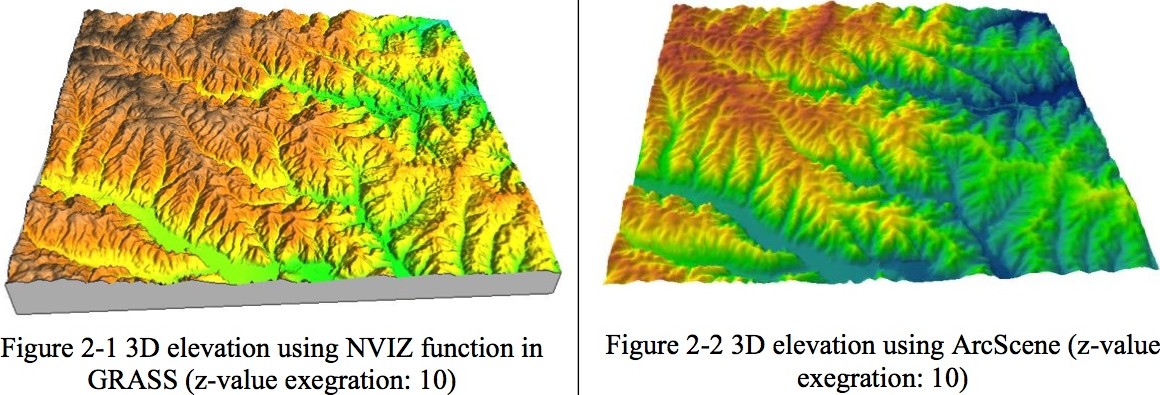 Figure 2-1 3D elevation using NVIZ function in
GRASS (z-value exegration: 10)
Figure 2-2 3D elevation using ArcScene (z-value
exegration: 10)